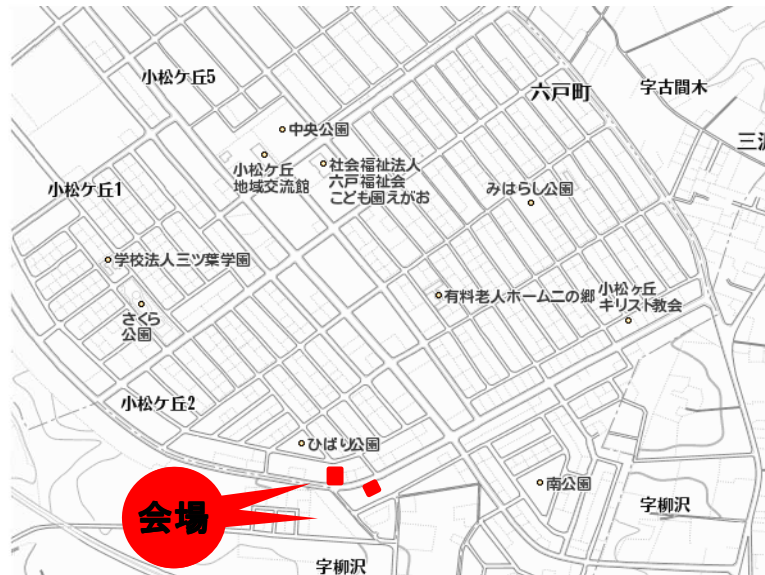 小松ケ丘5
六戸町
字古間木
三沢
中央公園
小松ケ丘
地域交流館
社会福祉法人
六戸福祉会
こども園えがお
小松ケ丘1
みはらし公園
学校法人三ツ葉学園
さくら
公園
有料老人ホーム二の郷
小松ヶ丘
キリスト教会
小松ケ丘2
ひばり公園
会場
南公園
字柳沢
字柳沢